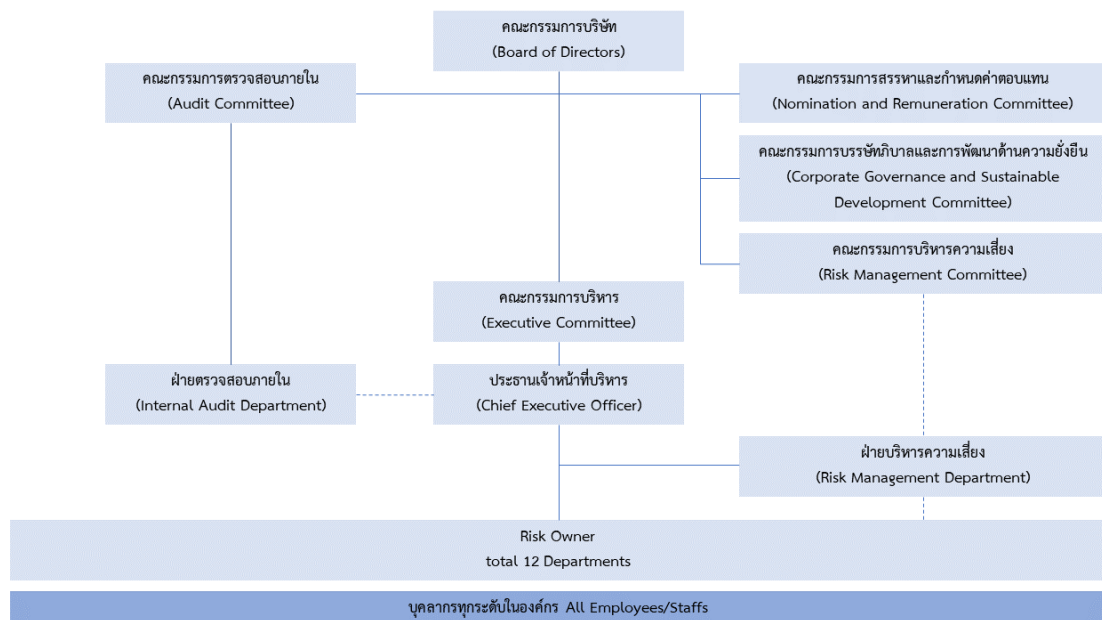 คณะกรรมการบริษัท
(Board of Directors)
คณะกรรมการตรวจสอบภายใน
(Audit Committee)
คณะกรรมการสรรหาและกำหนดค่าตอบแทน
(Nomination and Remuneration Committee)
คณะกรรมการบรรษัทภิบาลและการพัฒนาด้านความยั่งยืน
(Corporate Governance and Sustainable
Development Committee)
คณะกรรมการบริหารความเสี่ยง
(Risk Management Committee)
คณะกรรมการบริหาร
(Executive Committee)
ฝ่ายตรวจสอบภายใน
(Internal Audit Department)
ประธานเจ้าหน้าที่บริหาร
(Chief Executive Officer)
ฝ่ายบริหารความเสี่ยง
(Risk Management Department)
Risk Owner
total 12 Departments
บุคลากรทุกระดับในองค์กร All Employees/Staffs